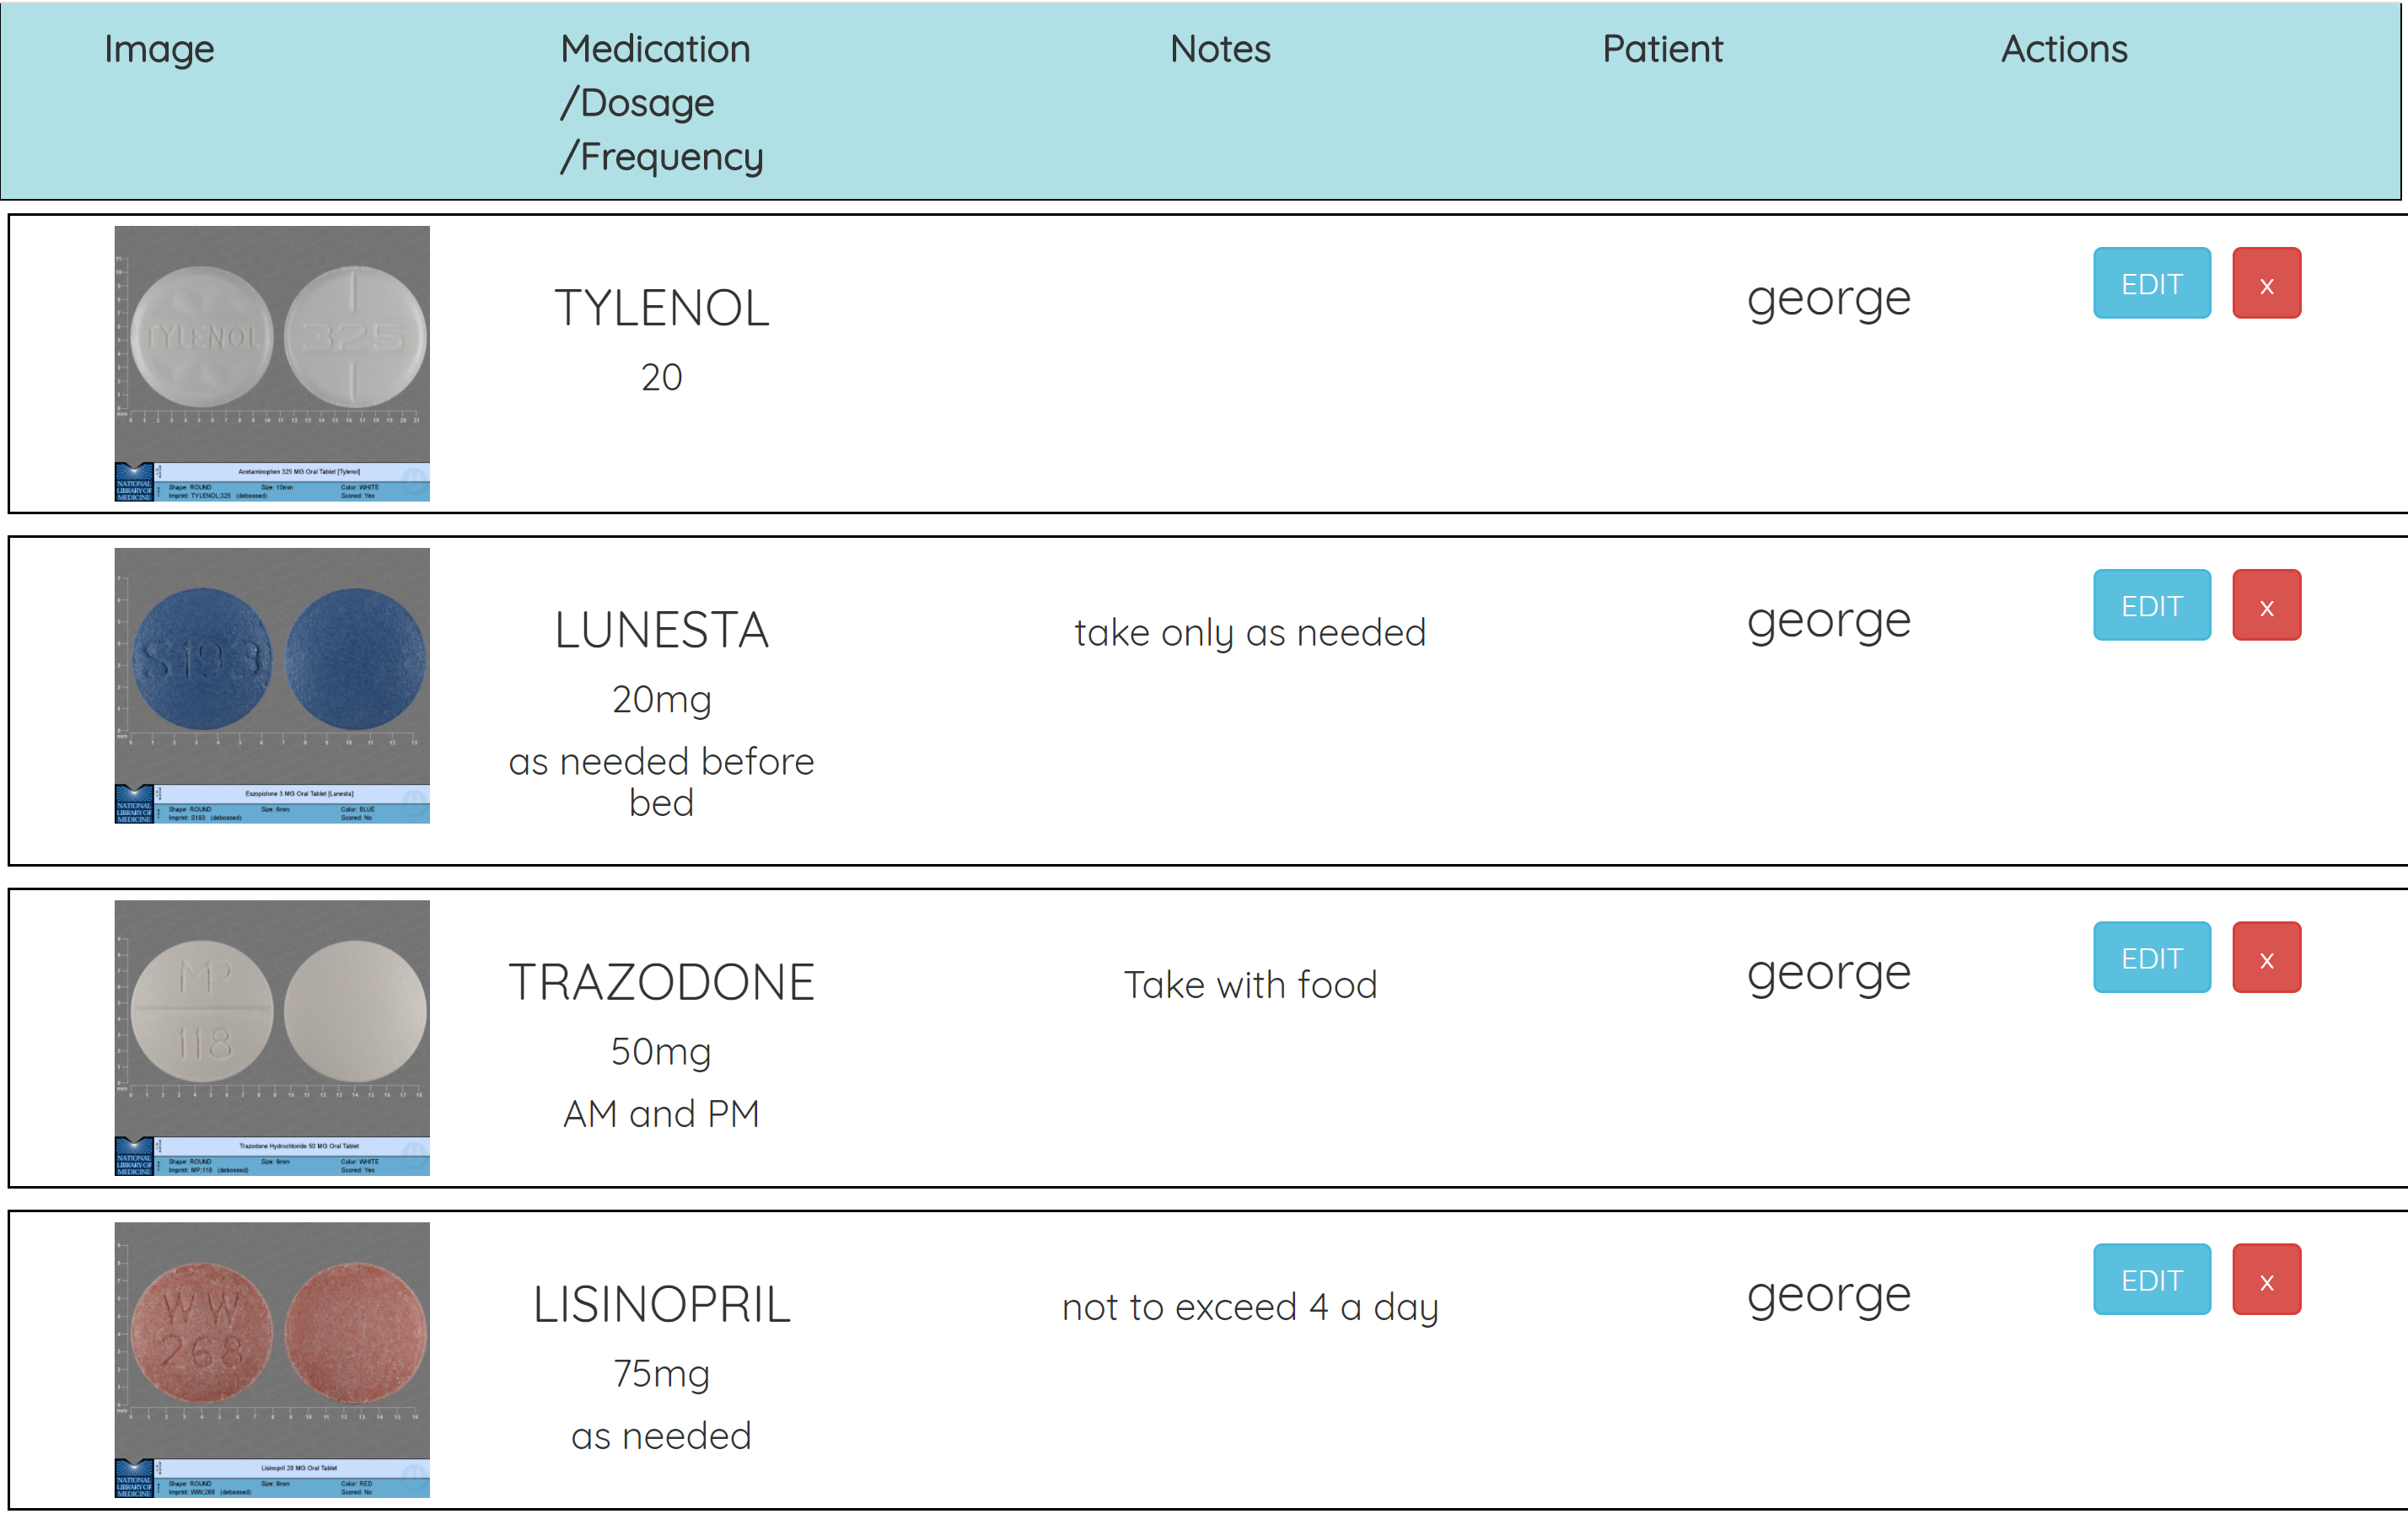 Image
Medication
/Dosage
/Frequency
Notes
Patient
Actions
TYLENOL
325
Acetaminophen 325 MG Oral Tablet [Tylenol]
NATIONAL
LIBRARY OF
MEDICINE
Shape: ROUND Size: 10mm Color: WHITE
Imprint: TYLENOL;325 (debossed) Scored: Yes
TYLENOL
20
george
EDIT
x
S193
Eszopiclone 3 MG Oral Tablet [Lunesta]
NATIONAL
LIBRARY OF
MEDICINE
Shape: ROUND Size: 6mm Color: BLUE
Imprint: S193 (debossed) Scored: No
LUNESTA
20mg
as needed before
bed
take only as needed
george
EDIT
x
MP
118
Trazodone Hydrochloride 50 MG Oral Tablet
NATIONAL
LIBRARY OF
MEDICINE
Shape: ROUND Size: 9mm Color: WHITE
Imprint: MP;118 (debossed) Scored: Yes
TRAZODONE
50mg
AM and PM
Take with food
george
EDIT
x
WW
268
Lisinopril 20 MG Oral Tablet
NATIONAL
LIBRARY OF
MEDICINE
Shape: ROUND Size: 8mm Color: RED
Imprint: WW;268 (debossed) Scored: No
LISINOPRIL
75mg
as needed
not to exceed 4 a day
george
EDIT
x